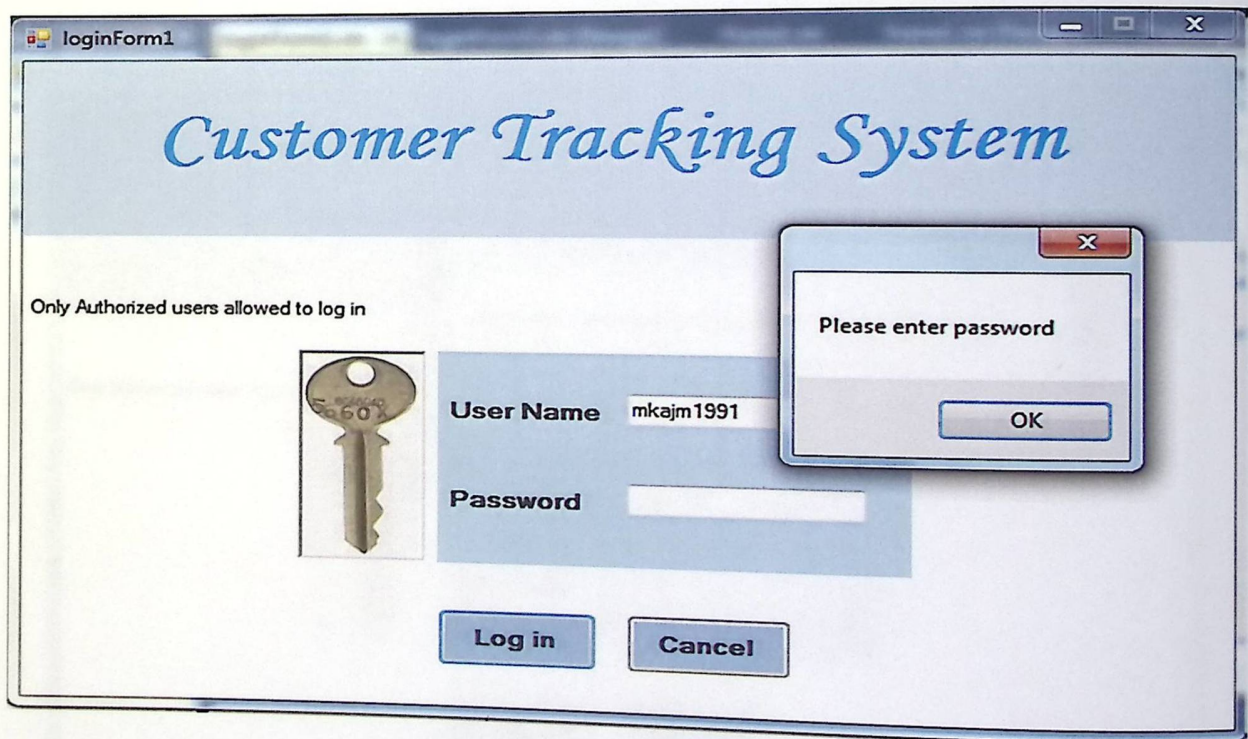 loginForm1
Customer Tracking System
Only Authorized users allowed to log in
Please enter password
OK
60X
User Name mkajm1991
Password
Log in
Cancel